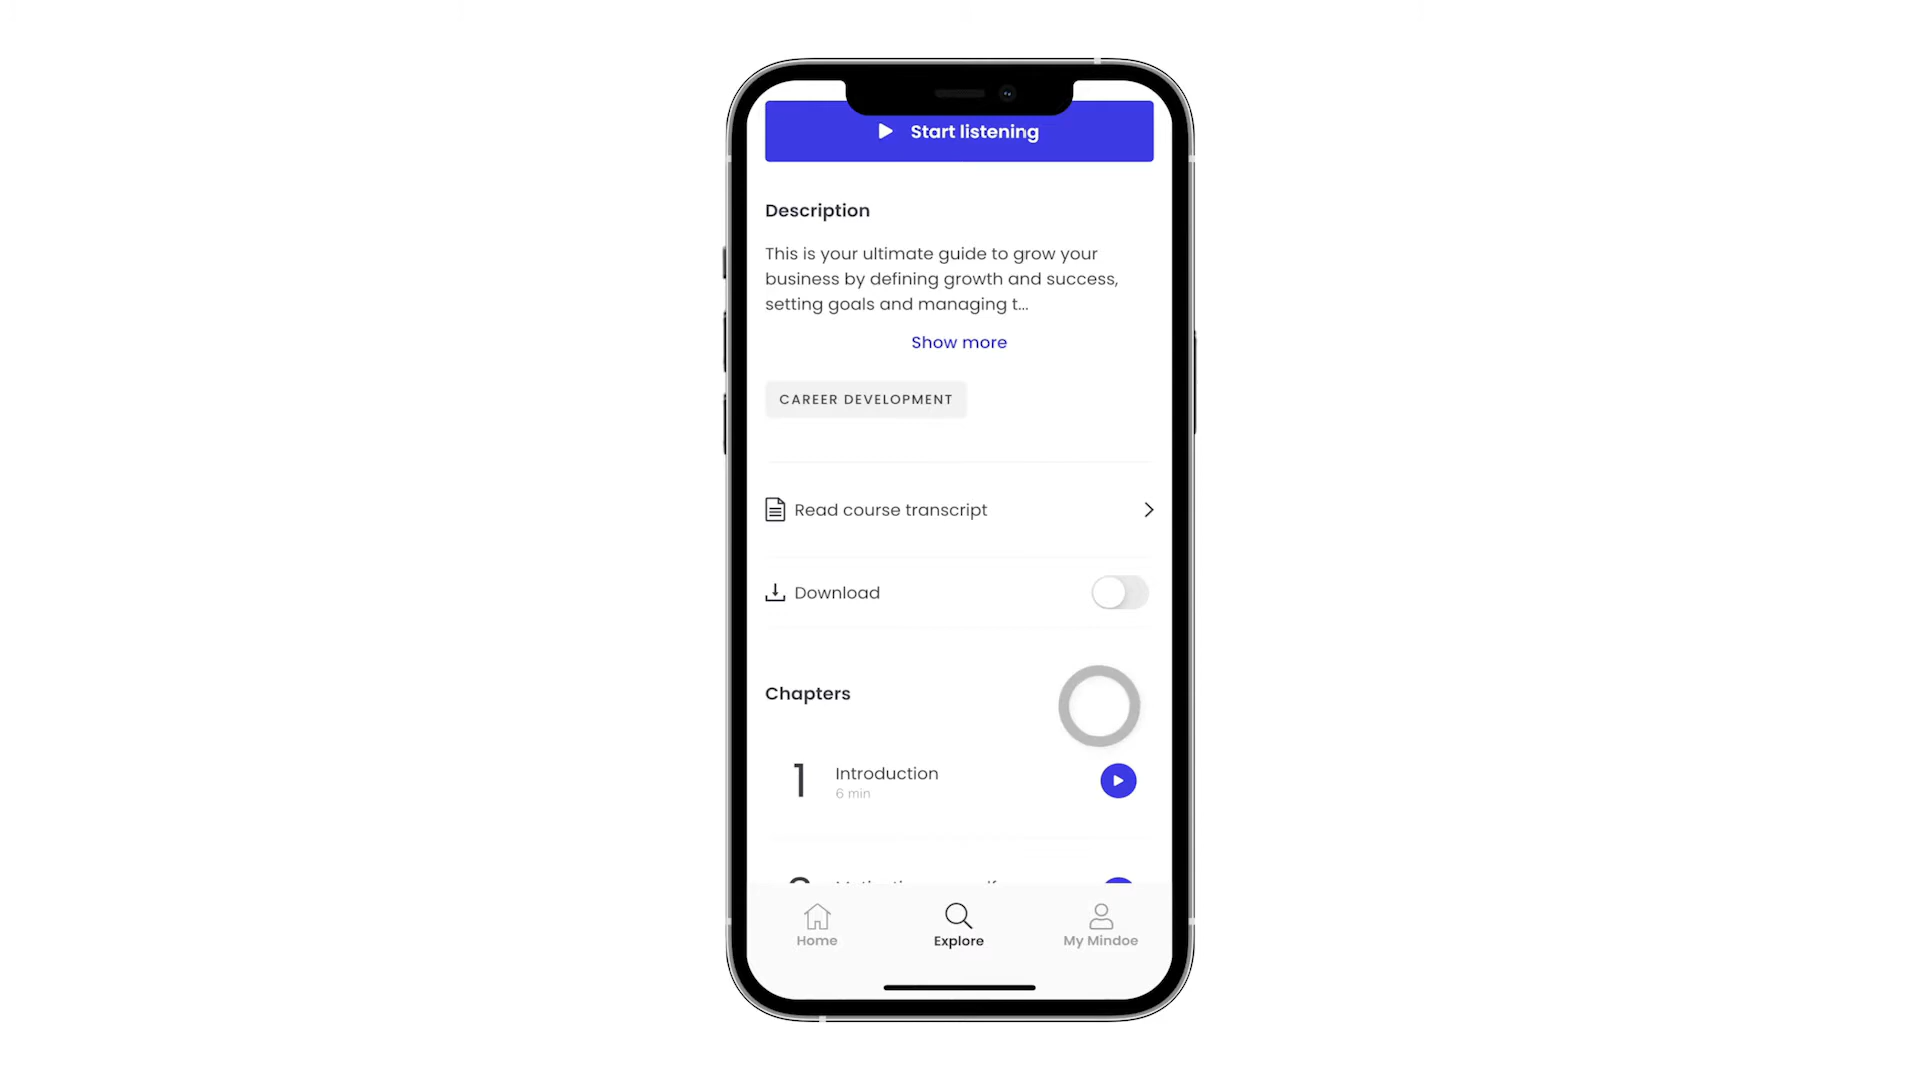 Start listening
Description
This is your ultimate guide to grow your
business by defining growth and success,
setting goals and managing t...
Show more
CAREER DEVELOPMENT
Read course transcript
Download
Chapters
1
Introduction
6 min
Home
Explore
My Mindoe